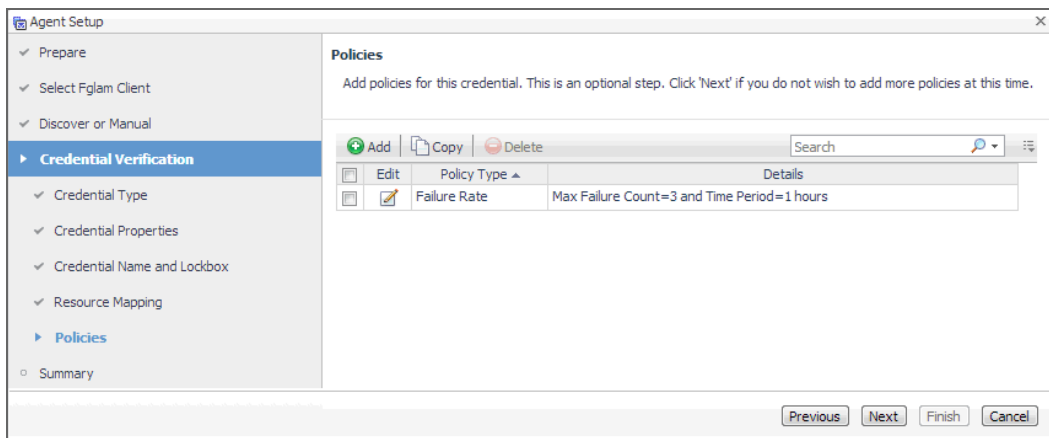 Agent Setup
Prepare
Select Fglam Client
Discover or Manual
Credential Verification
Credential Type
Credential Properties
Credential Name and Lockbox
Resource Mapping
Policies
Summary
Policies
Add policies for this credential. This is an optional step. Click 'Next' if you do not wish to add more policies at this time.
Add Copy Delete Search
Edit Policy Type Details
Failure Rate Max Failure Count=3 and Time Period=1 hours
Previous Next Finish Cancel